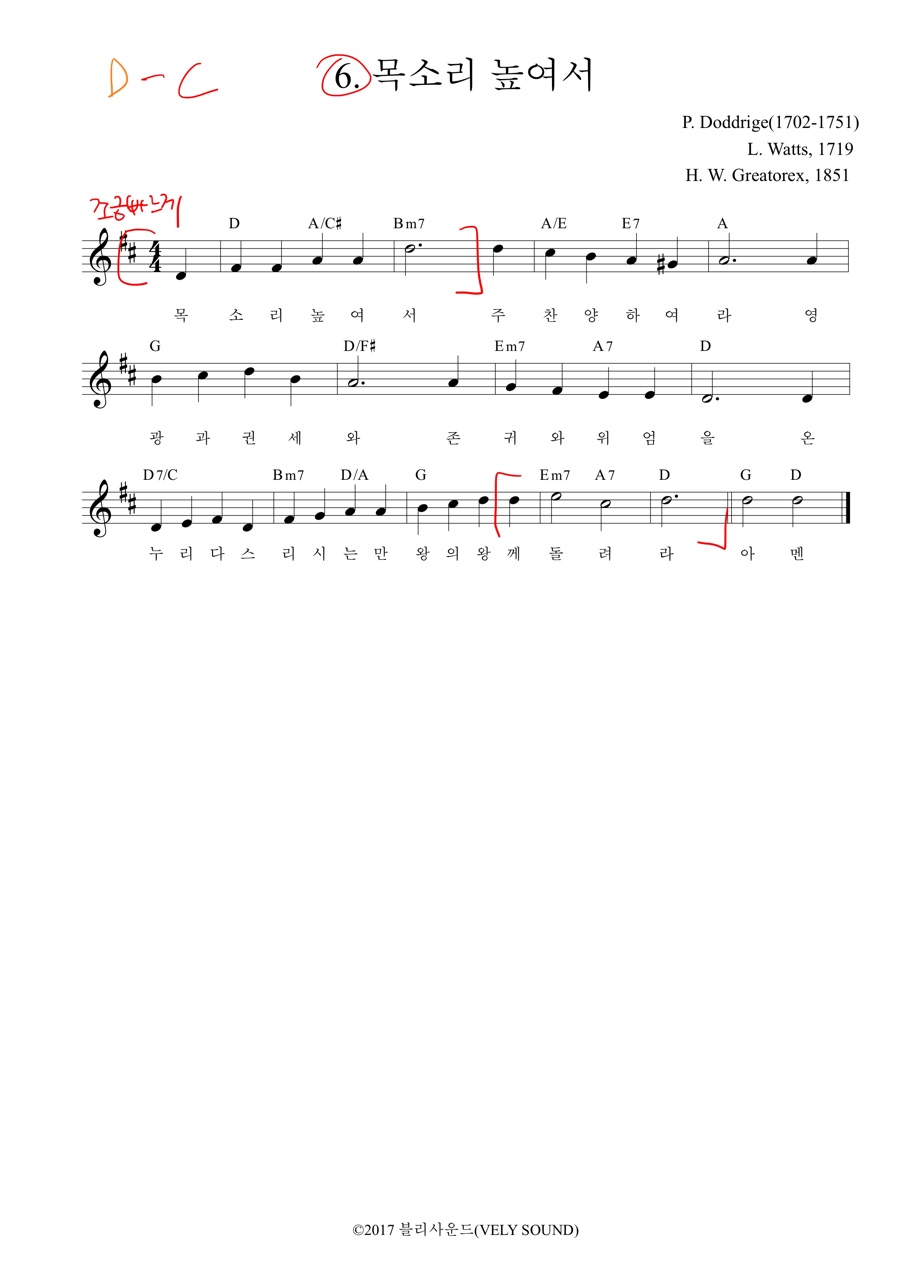 D - C
6. 목소리 높여서
P. Doddrige(1702-1751)
L. Watts, 1719
H. W. Greatorex, 1851
조금
D A/C# Bm7 A/E E7 A
목 소 리 높 여 서 주 찬 양 하 여 라 영
G D/F# Em7 A7 D
광 과 권 세 와 존 귀 와 위 엄 을 온
D7/C Bm7 D/A G Em7 A7 D G D
누 리 다 스 리 시 는 만 왕 의 왕 께 돌 려 라 아 멘
©2017 블리사운드(VELY SOUND)